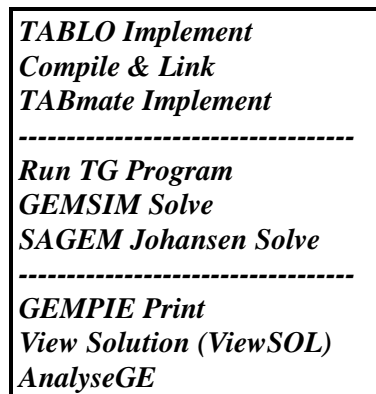 TABLO Implement
Compile & Link
TABmate Implement
-----------------------------------
Run TG Program
GEMSIM Solve
SAGEM Johansen Solve
-----------------------------------
GEMPIE Print
View Solution (ViewSOL)
AnalyseGE